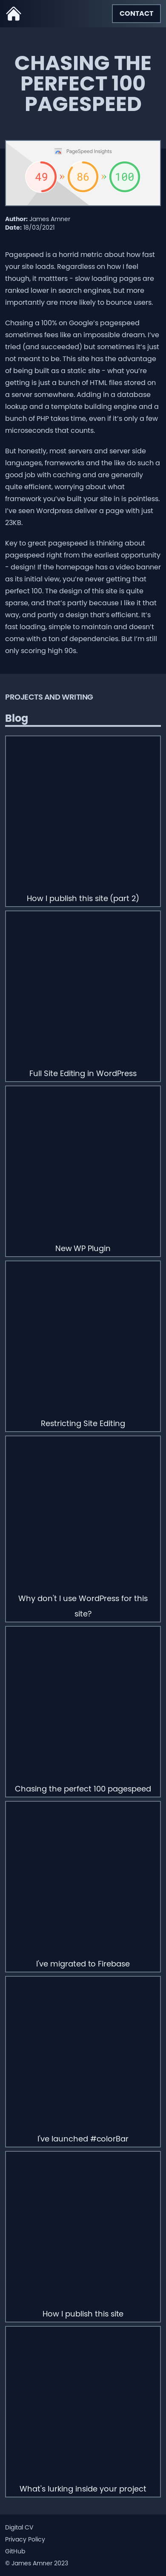 CONTACT
CHASING THE
PERFECT 100
PAGESPEED
PageSpeed Insights
49 » 86 » 100
Author: James Amner
Date: 18/03/2021
Pagespeed is a horrid metric about how fast
your site loads. Regardless on how I feel
though, it matters - slow loading pages are
ranked lower in search engines, but more
importantly are more likely to bounce users.
Chasing a 100% on Google’s pagespeed
sometimes fees like an impossible dream. I’ve
tried (and succeeded) but sometimes it’s just
not meant to be. This site has the advantage
of being built as a static site - what you’re
getting is just a bunch of HTML files stored on
a server somewhere. Adding in a database
lookup and a template building engine and a
bunch of PHP takes time, even if it’s only a few
microseconds that counts.
But honestly, most servers and server side
languages, frameworks and the like do such a
good job with caching and are generally
quite efficient, worrying about what
framework you’ve built your site in is pointless.
I’ve seen Wordpress deliver a page with just
23KB.
Key to great pagespeed is thinking about
pagespeed right from the earliest opportunity
- design! If the homepage has a video banner
as its initial view, you’re never getting that
perfect 100. The design of this site is quite
sparse, and that’s partly because I like it that
way, and partly a design that’s efficient. It’s
fast loading, simple to maintain and doesn’t
come with a ton of dependencies. But I’m still
only scoring high 90s.
PROJECTS AND WRITING
Blog
How I publish this site (part 2)
Full Site Editing in WordPress
New WP Plugin
Restricting Site Editing
Why don't I use WordPress for this
site?
Chasing the perfect 100 pagespeed
I've migrated to Firebase
I've launched #colorBar
How I publish this site
What's lurking inside your project
Digital CV
Privacy Policy
GitHub
© James Amner 2023